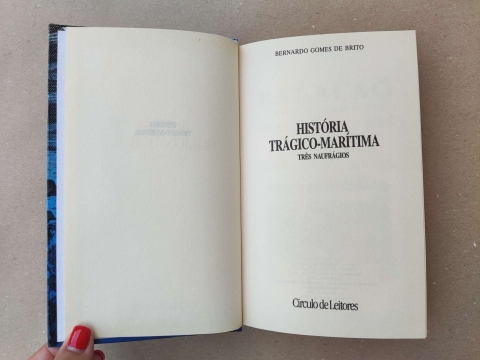 BERNARDO GOMES DE BRITO
HISTÓRIA
TRÁGICO-MARÍTIMA
TRÊS NAUFRÁGIOS
Círculo de Leitores